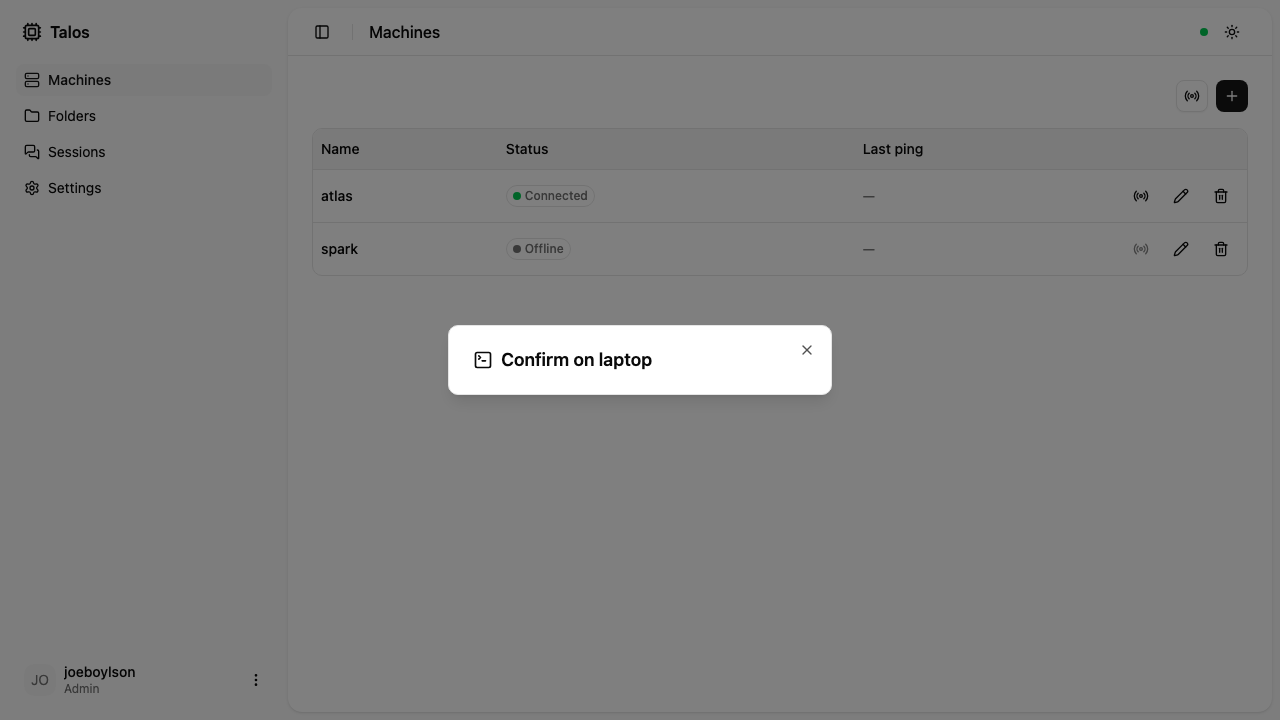 Talos
Machines
Folders
Sessions
Settings
Machines
Name Status Last ping
atlas Connected —
spark Offline —
Confirm on laptop
JO
joeboylson
Admin